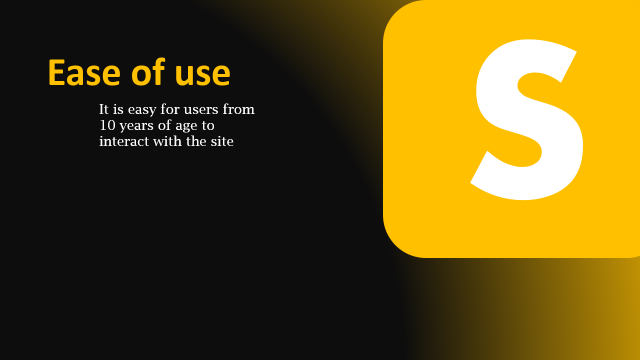 Ease of use
It is easy for users from
10 years of age to
interact with the site
S